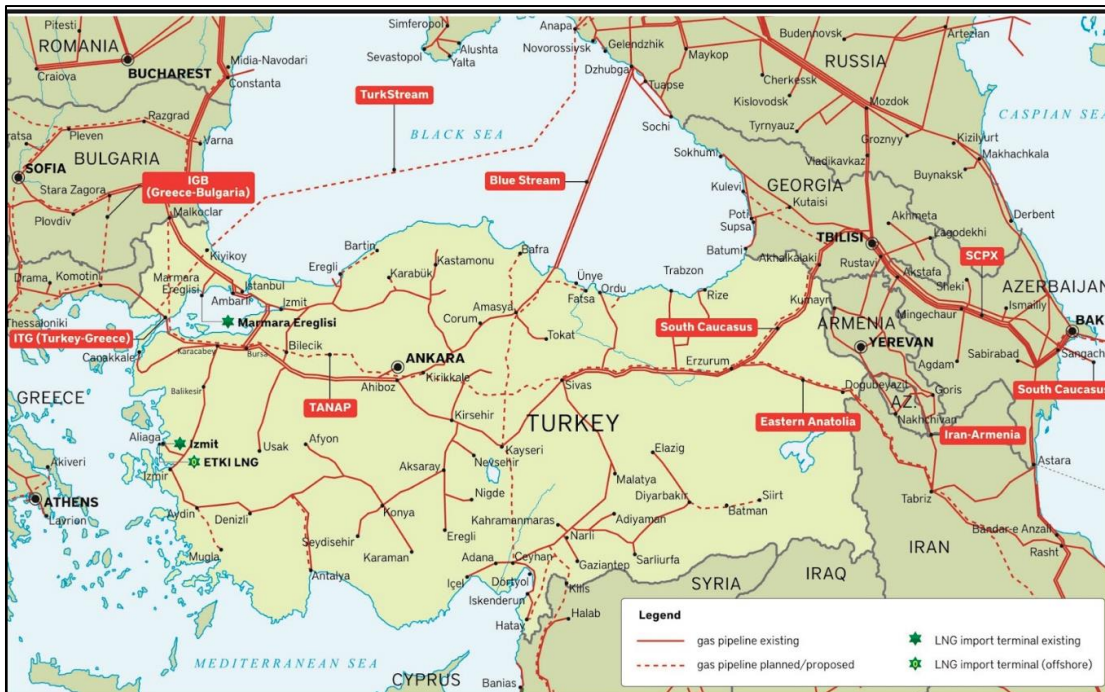 Pitesti
ROMANIA
BUCHAREST
Craiova
Midia-Navodari
Constanta
Simferopol
Sevastopol
Alushta
Yalta
Anapa
Novorossiysk
Gelendzhik
Dzhubga
Tuapse
Maykop
Sochi
Budennovsk
Artezian
RUSSIA
Cherkessk
Kislovodsk
Tyrnyauz
Mozdok
Groznyy
Kizilyurt
Makhachkala
Buynaksk
Vladikavkaz
Derbent
CASPIAN SEA
TurkStream
BLACK SEA
Blue Stream
Razgrad
Pleven
Varna
BULGARIA
SOFIA
Stara Zagora
Plovdiv
IGB
(Greece-Bulgaria)
Malkoclar
Kiyikoy
Drama
Komotini
Thessaloniki
Marmara
Ereglisi
Istanbul
Ambarli
Izmit
Marmara Ereglisi
ITG (Turkey-Greece)
Canakkale
Karacabey
Bursa
Bilecik
Eregli
Bartin
Karabük
Kastamonu
Bafra
Amasya
Corum
Tokat
Ünye
Fatsa
Ordu
Trabzon
Rize
Sokhumi
Kulevi
Poti
Supsa
Batumi
GEORGIA
Kutaisi
Akhmeta
Lagodekhi
TBILISI
Rustavi
Akhalkalaki
Akstafa
SCPX
Sheki
AZERBAIJAN
Ismailly
Mingechaur
Kumayri
ARMENIA
YEREVAN
Agdam
Sabirabad
Sangach
South Caucasus
South Caucasus
ANKARA
Ahiboz
Kirikkale
TANAP
Balikesir
Sivas
Erzurum
Dogubeyazit
Eastern Anatolia
AZ.
Nakhchivan
Goris
Iran-Armenia
Astara
TURKEY
GREECE
Aliaga
Izmit
ETKI LNG
Izmir
Usak
Afyon
Kirsehir
Kayseri
Aksaray
Nevsehir
Nigde
Elazig
Malatya
Diyarbakir
Siirt
Batman
Tabriz
Akiveri
ATHENS
Lavrion
Aydin
Denizli
Mugla
Seydisehir
Konya
Karaman
Eregli
Antalya
Kahramanmaras
Adiyaman
Narli
Adana
Ceyhan
Gaziantep
Sarliurfa
Içel
Dortyol
Iskenderun
Kilis
Hatay
Halab
Banias
SYRIA
IRAQ
IRAN
Bandar-e Anzali
Rasht
MEDITERRANEAN SEA
CYPRUS
Legend
gas pipeline existing
gas pipeline planned/proposed
LNG import terminal existing
LNG import terminal (offshore)